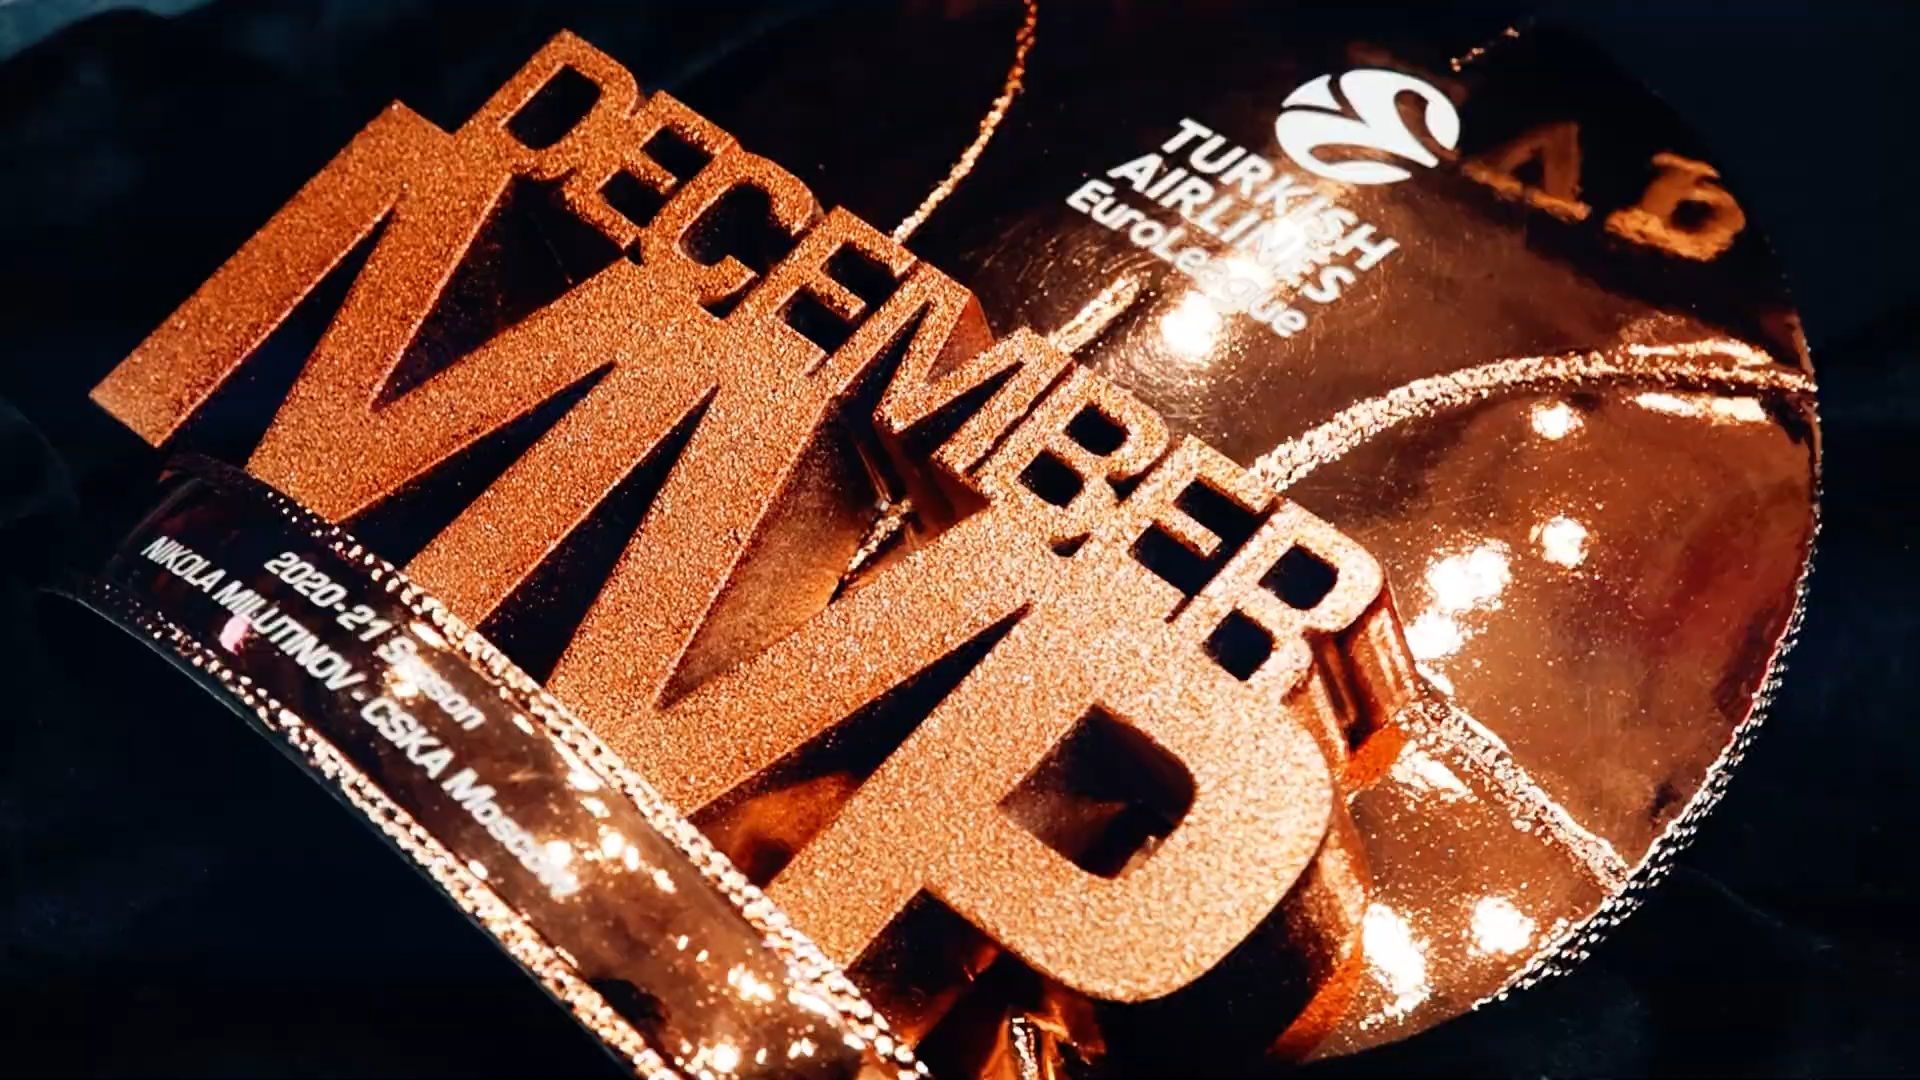 TURKISH
AIRLINES
EuroLeague
DECEMBER
MVP
2020-21 Season
NIKOLA MILUTINOV - CSKA Moscow